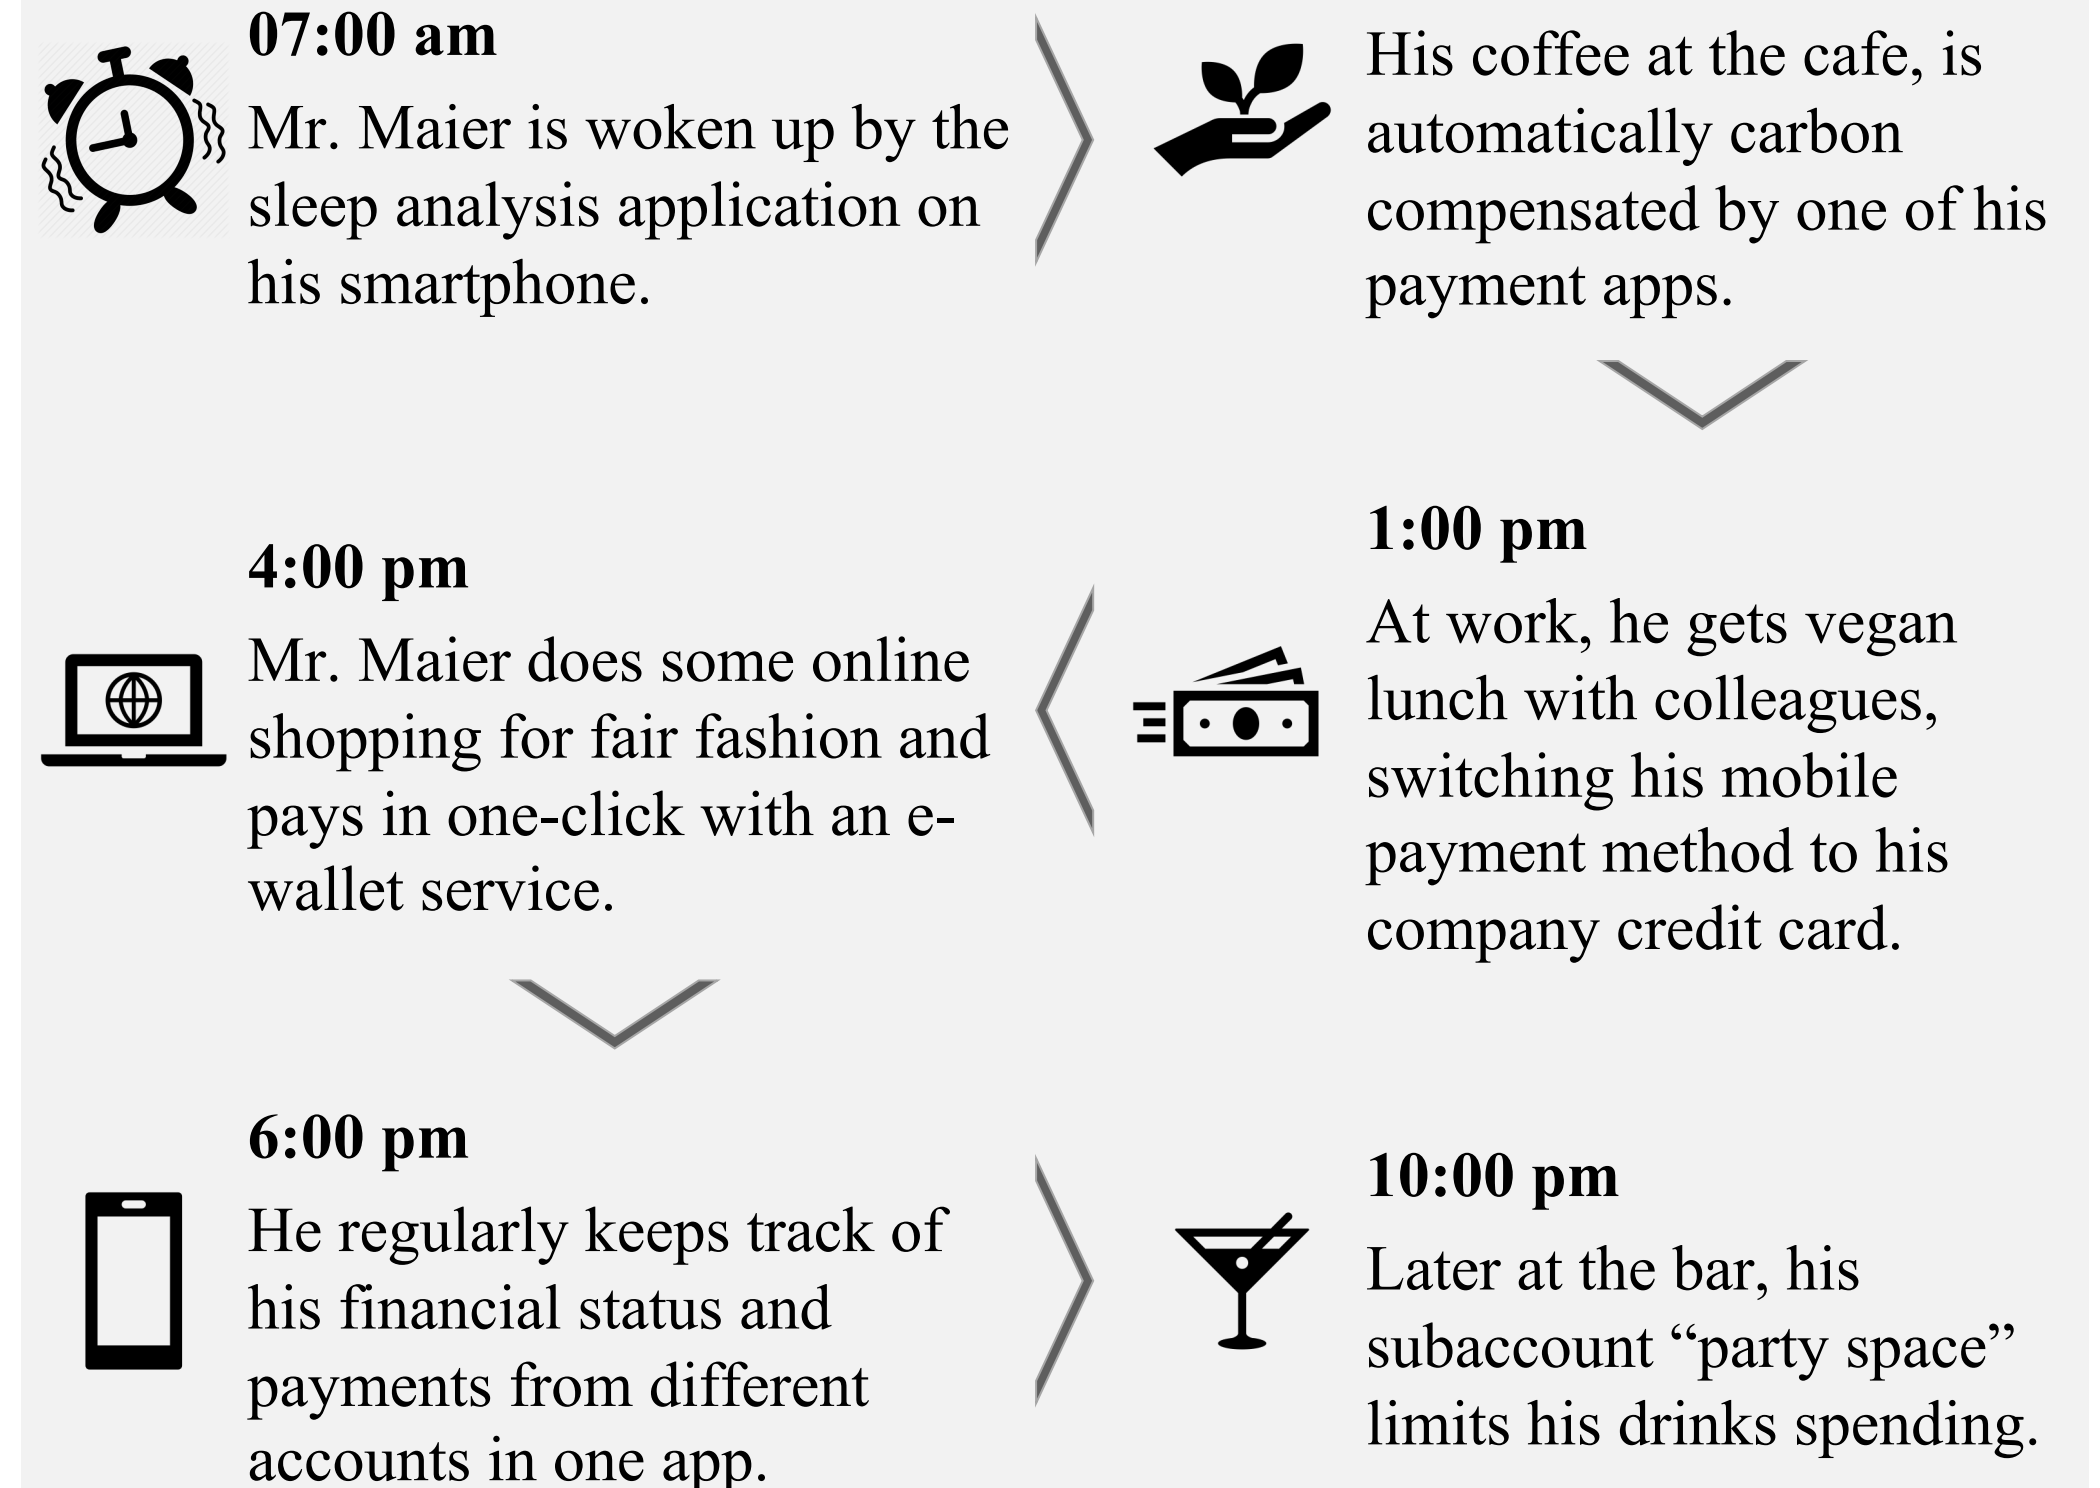 07:00 am
Mr. Maier is woken up by the
sleep analysis application on
his smartphone.
His coffee at the cafe, is
automatically carbon
compensated by one of his
payment apps.
1:00 pm
At work, he gets vegan
lunch with colleagues,
switching his mobile
payment method to his
company credit card.
4:00 pm
Mr. Maier does some online
shopping for fair fashion and
pays in one-click with an e-
wallet service.
6:00 pm
He regularly keeps track of
his financial status and
payments from different
accounts in one app.
10:00 pm
Later at the bar, his
subaccount “party space”
limits his drinks spending.